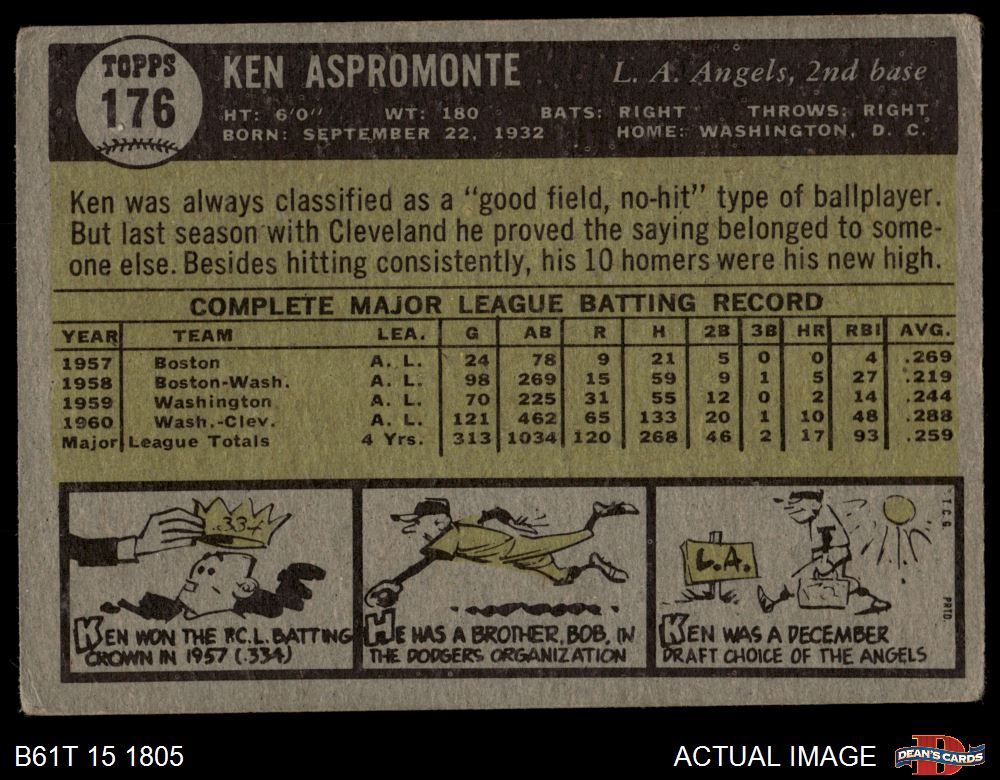 TOPPS
176
KEN ASPROMONTE
L. A. Angels, 2nd base
HT: 6'0" WT: 180 BATS: RIGHT THROWS: RIGHT
BORN: SEPTEMBER 22, 1932 HOME: WASHINGTON, D. C.
Ken was always classified as a "good field, no-hit" type of ballplayer.
But last season with Cleveland he proved the saying belonged to some-
one else. Besides hitting consistently, his 10 homers were his new high.
COMPLETE MAJOR LEAGUE BATTING RECORD
YEAR TEAM LEA. G AB R H 2B 3B HR RBI AVG.
1957 Boston A. L. 24 78 9 21 5 0 0 4 .269
1958 Boston-Wash. A. L. 98 269 15 59 9 1 5 27 .219
1959 Washington A. L. 70 225 31 55 12 0 2 14 .244
1960 Wash.-Clev. A. L. 121 462 65 133 20 1 10 48 .288
Major League Totals 4 Yrs. 313 1034 120 268 46 2 17 93 .259
.334
KEN WON THE P.C.L. BATTING
CROWN IN 1957 (.334)
HE HAS A BROTHER, BOB, IN
THE DODGERS ORGANIZATION
L.A.
KEN WAS A DECEMBER
DRAFT CHOICE OF THE ANGELS
T.C.G.
PRTD
B61T 15 1805
ACTUAL IMAGE
DEAN'S CARDS